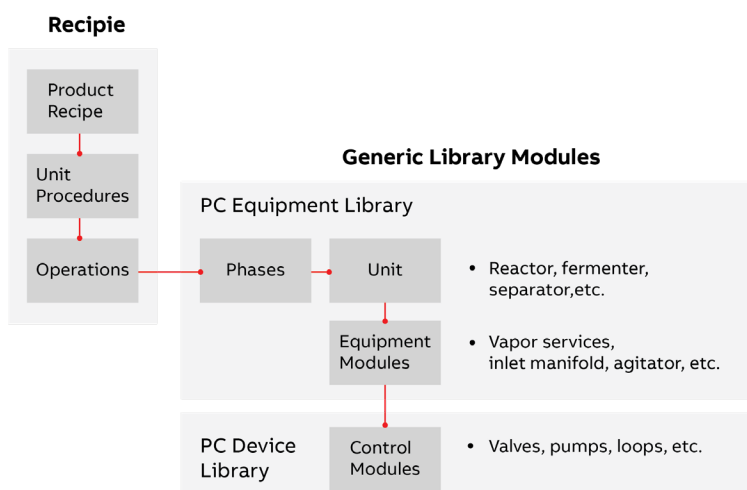 Recipie
Product
Recipe
Unit
Procedures
Operations
Generic Library Modules
PC Equipment Library
Phases
Unit
• Reactor, fermenter,
separator,etc.
Equipment
Modules
• Vapor services,
inlet manifold, agitator, etc.
PC Device
Library
Control
Modules
• Valves, pumps, loops, etc.